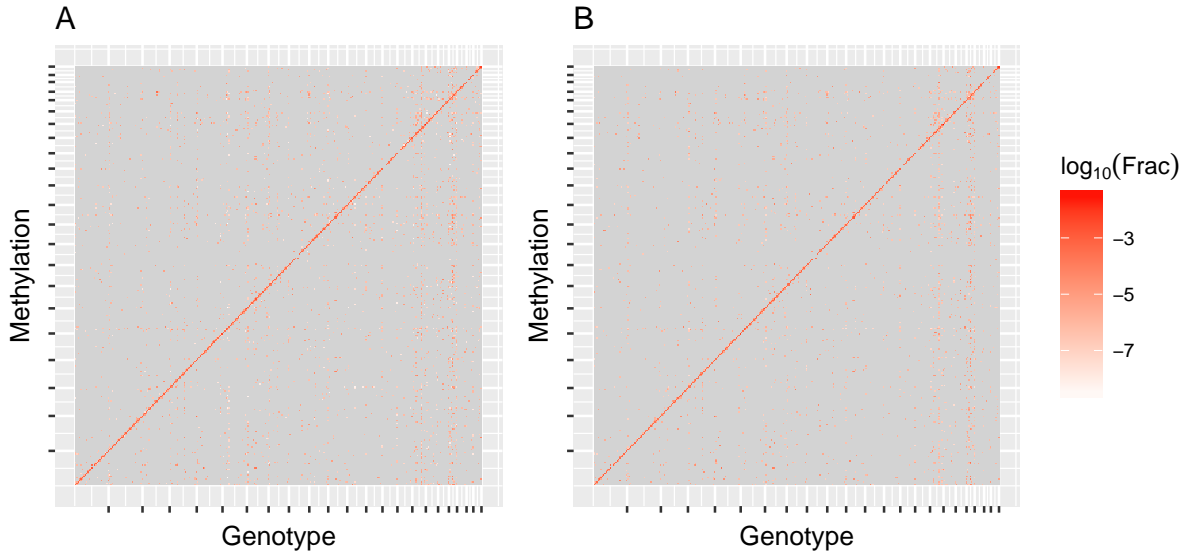 A
B
Methylation
Methylation
log₁₀(Frac)
−3
−5
−7
Genotype
Genotype